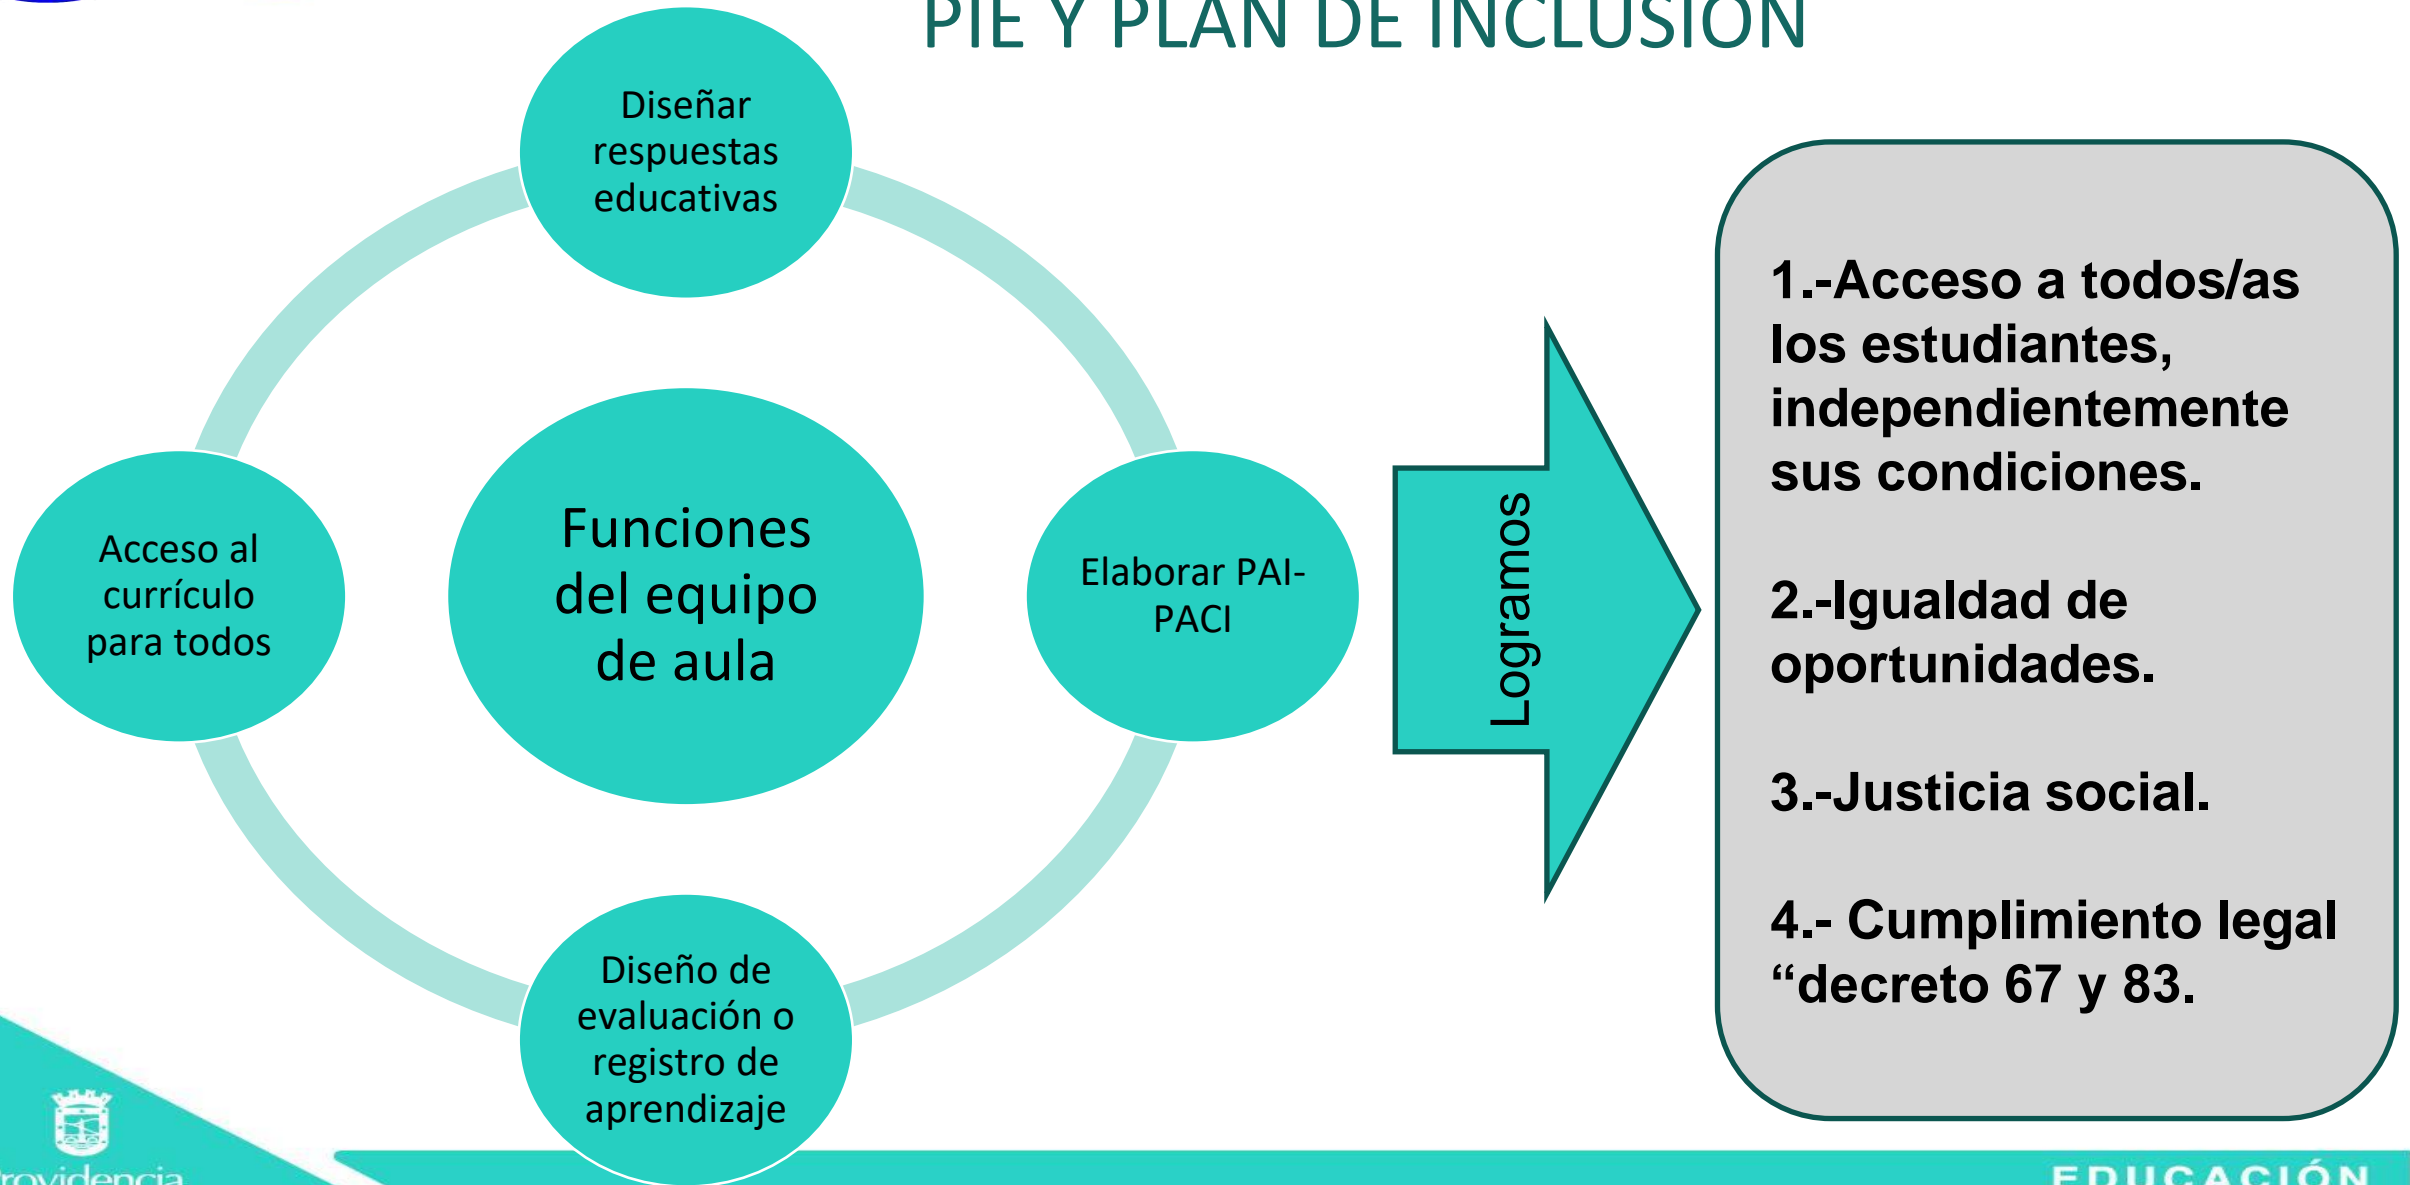 PIE Y PLAN DE INCLUSIÓN
Diseñar
respuestas
educativas
Acceso al
currículo
para todos
Funciones
del equipo
de aula
Elaborar PAI-
PACI
Diseño de
evaluación o
registro de
aprendizaje
Logramos
1.-Acceso a todos/as
los estudiantes,
independientemente
sus condiciones.
2.-Igualdad de
oportunidades.
3.-Justicia social.
4.- Cumplimiento legal
“decreto 67 y 83.
Providencia
EDUCACIÓN